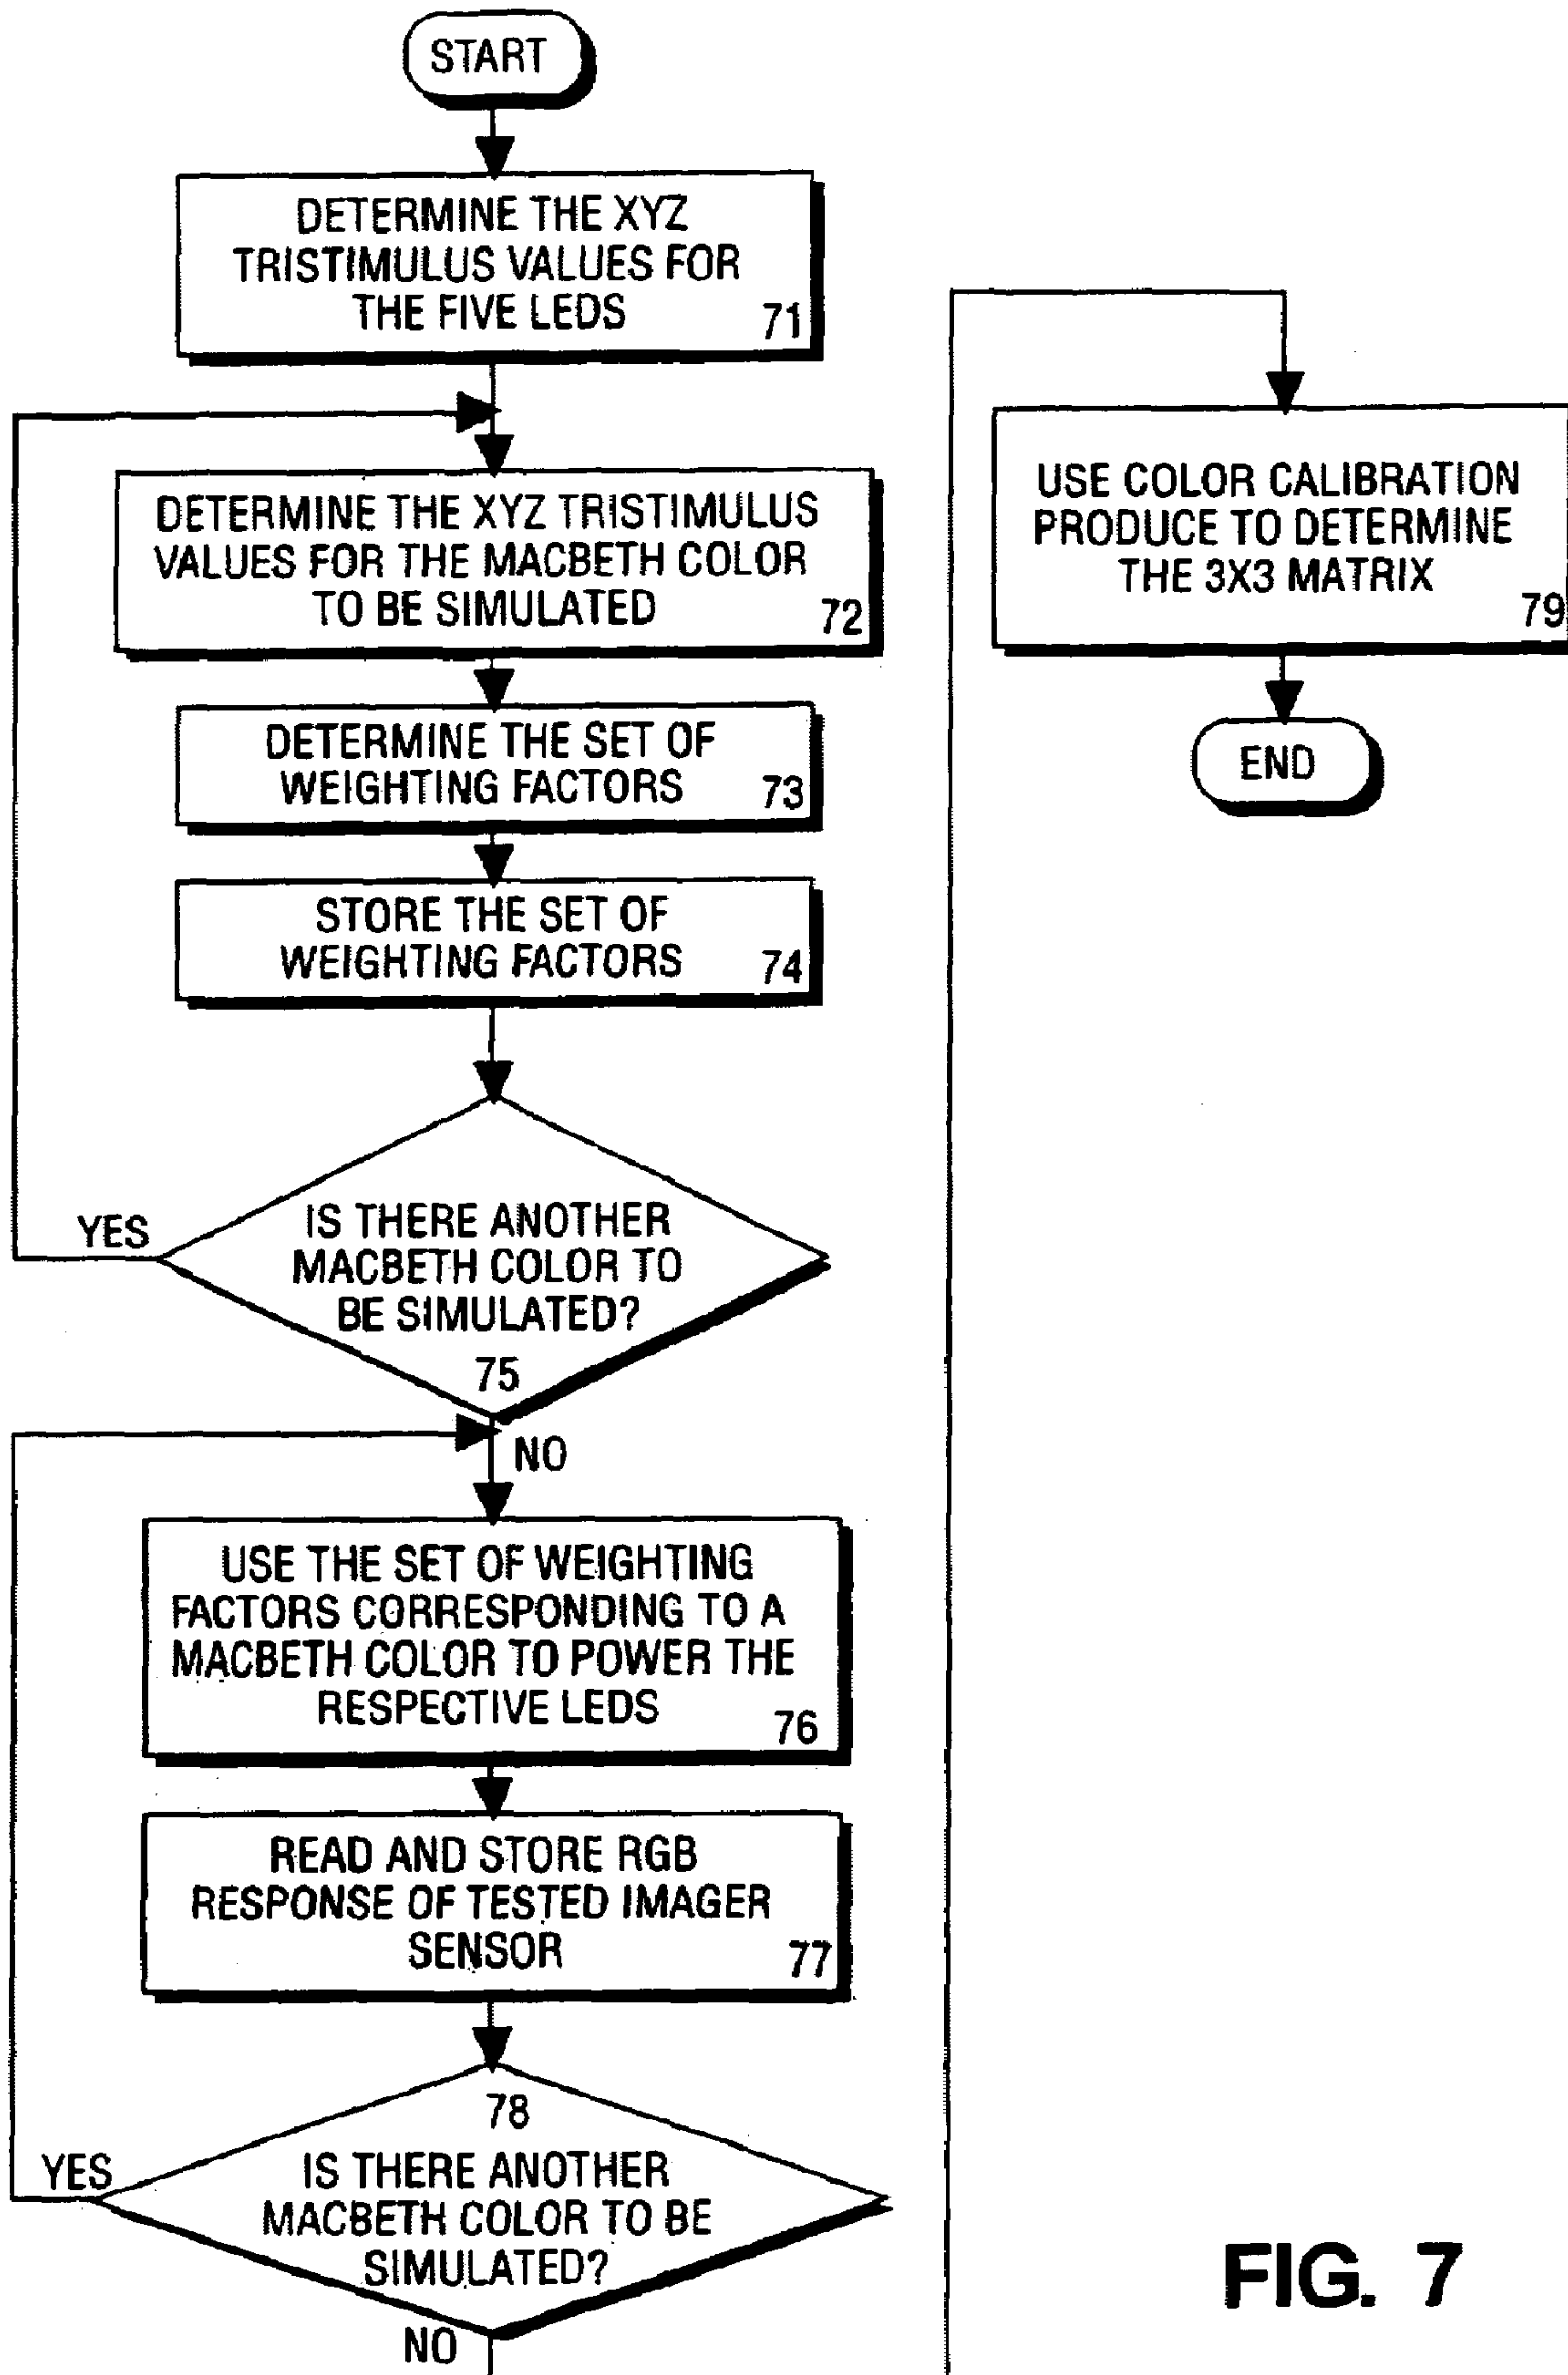 START
DETERMINE THE XYZ
TRISTIMULUS VALUES FOR
THE FIVE LEDS
71
DETERMINE THE XYZ TRISTIMULUS
VALUES FOR THE MACBETH COLOR
TO BE SIMULATED
72
DETERMINE THE SET OF
WEIGHTING FACTORS
73
STORE THE SET OF
WEIGHTING FACTORS
74
YES
IS THERE ANOTHER
MACBETH COLOR TO
BE SIMULATED?
75
NO
USE THE SET OF WEIGHTING
FACTORS CORRESPONDING TO A
MACBETH COLOR TO POWER THE
RESPECTIVE LEDS
76
READ AND STORE RGB
RESPONSE OF TESTED IMAGER
SENSOR
77
78
YES
IS THERE ANOTHER
MACBETH COLOR TO BE
SIMULATED?
NO
USE COLOR CALIBRATION
PRODUCE TO DETERMINE
THE 3X3 MATRIX
79
END
FIG. 7